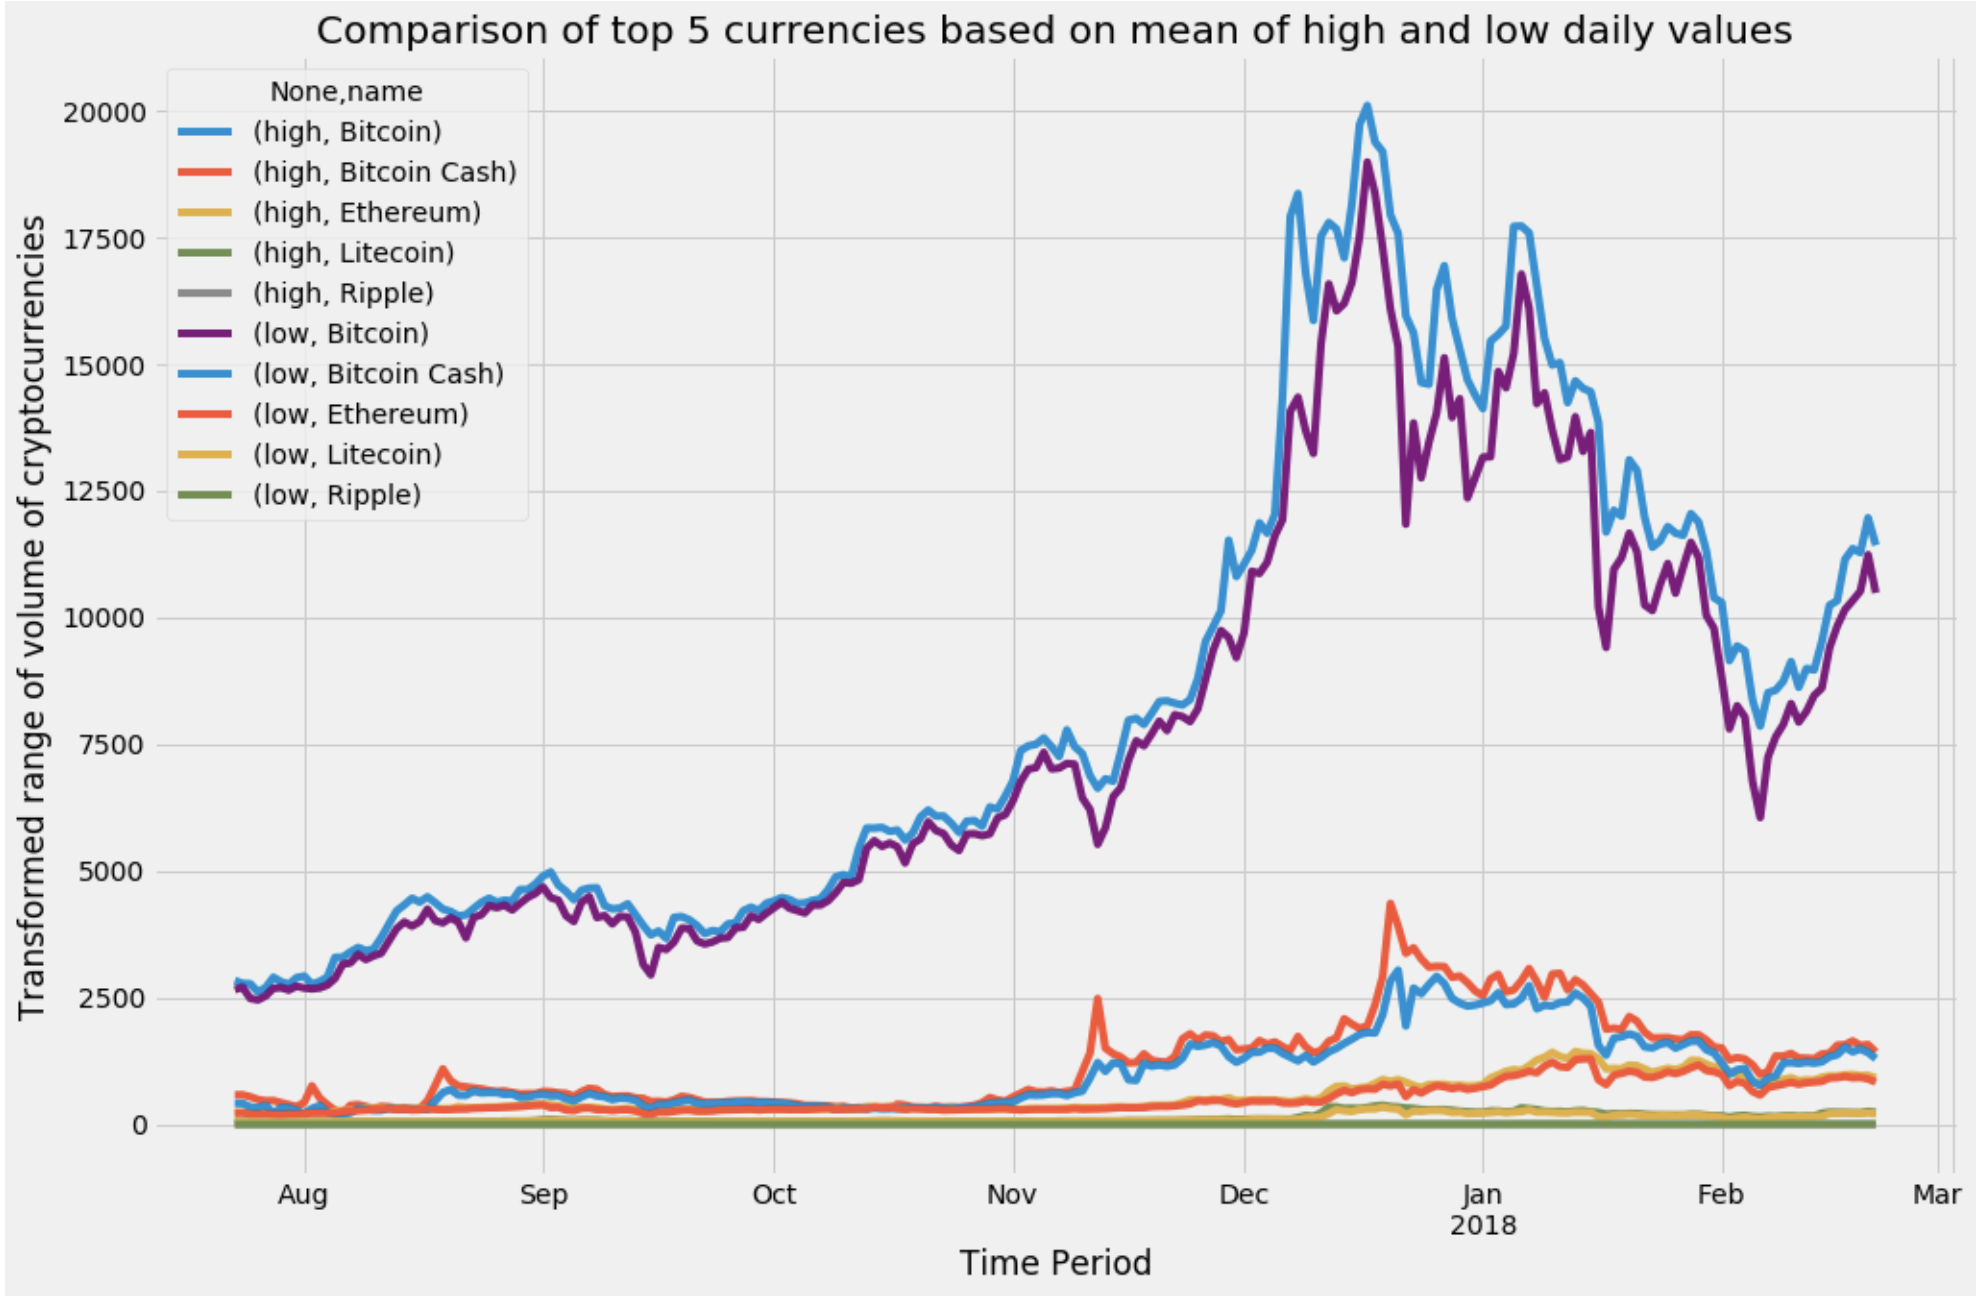 Comparison of top 5 currencies based on mean of high and low daily values
None,name
(high, Bitcoin)
(high, Bitcoin Cash)
(high, Ethereum)
(high, Litecoin)
(high, Ripple)
(low, Bitcoin)
(low, Bitcoin Cash)
(low, Ethereum)
(low, Litecoin)
(low, Ripple)
Transformed range of volume of cryptocurrencies
20000
17500
15000
12500
10000
7500
5000
2500
0
Aug Sep Oct Nov Dec Jan Feb Mar
2018
Time Period